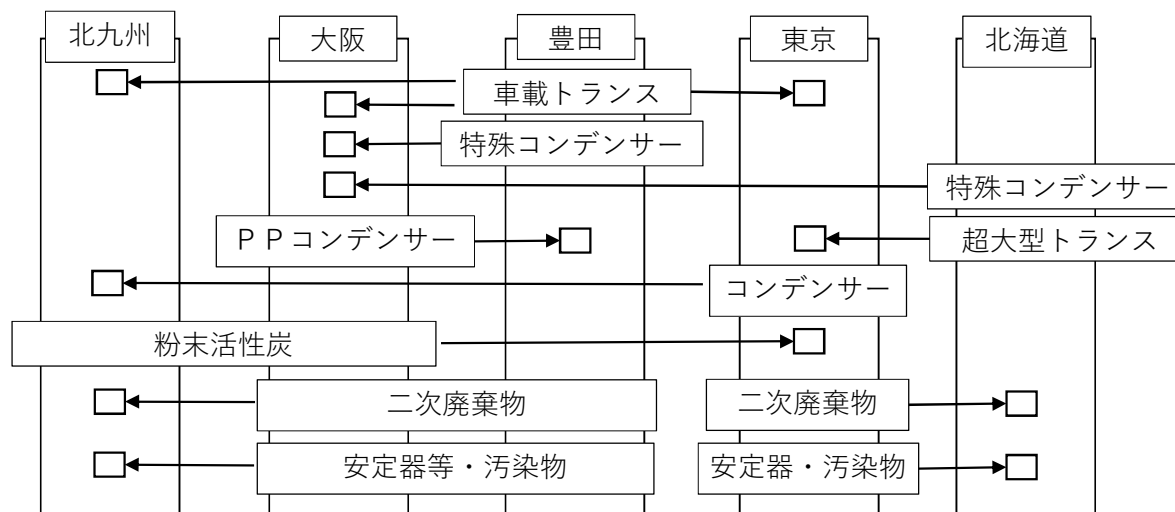 北九州
大阪
豊田
東京
北海道
車載トランス
特殊コンデンサー
特殊コンデンサー
ＰＰコンデンサー
超大型トランス
コンデンサー
粉末活性炭
二次廃棄物
二次廃棄物
安定器等・汚染物
安定器・汚染物